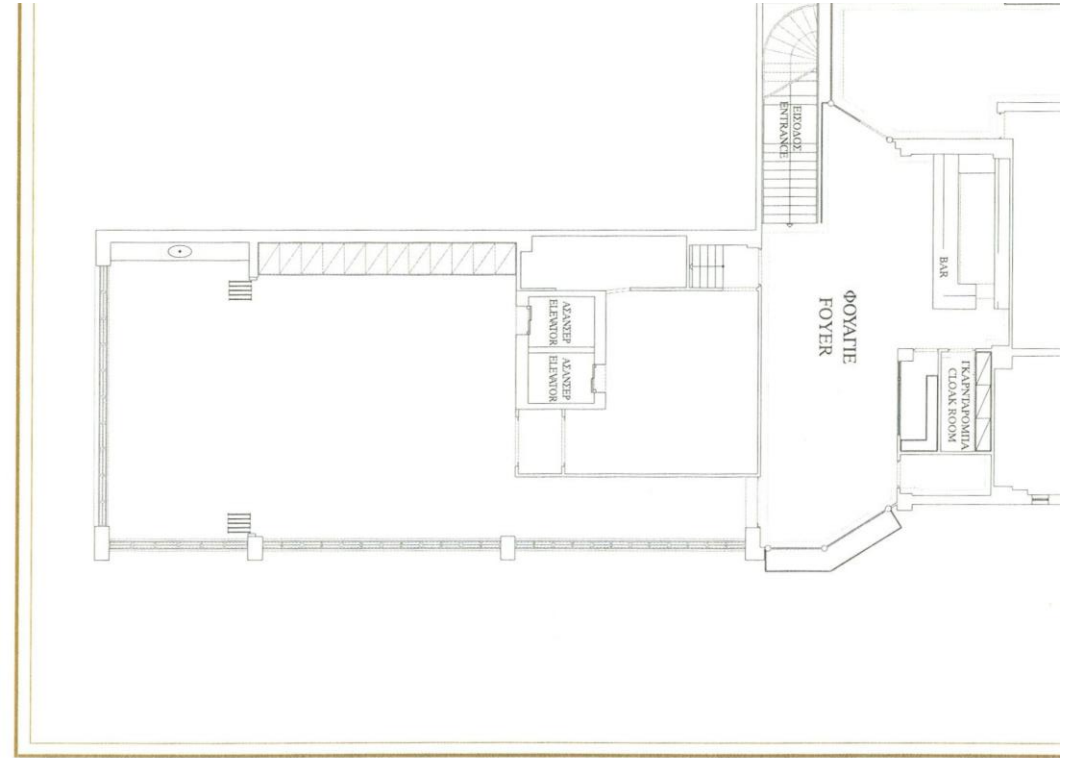 ΕΙΣΟΔΟΣ
ENTRANCE
BAR
ΦΟΥΑΓΙΕ
FOYER
ΑΣΑΝΣΕΡ
ELEVATOR
ΑΣΑΝΣΕΡ
ELEVATOR
ΓΚΑΡΝΤΑΡΟΜΠΑ
CLOAK ROOM